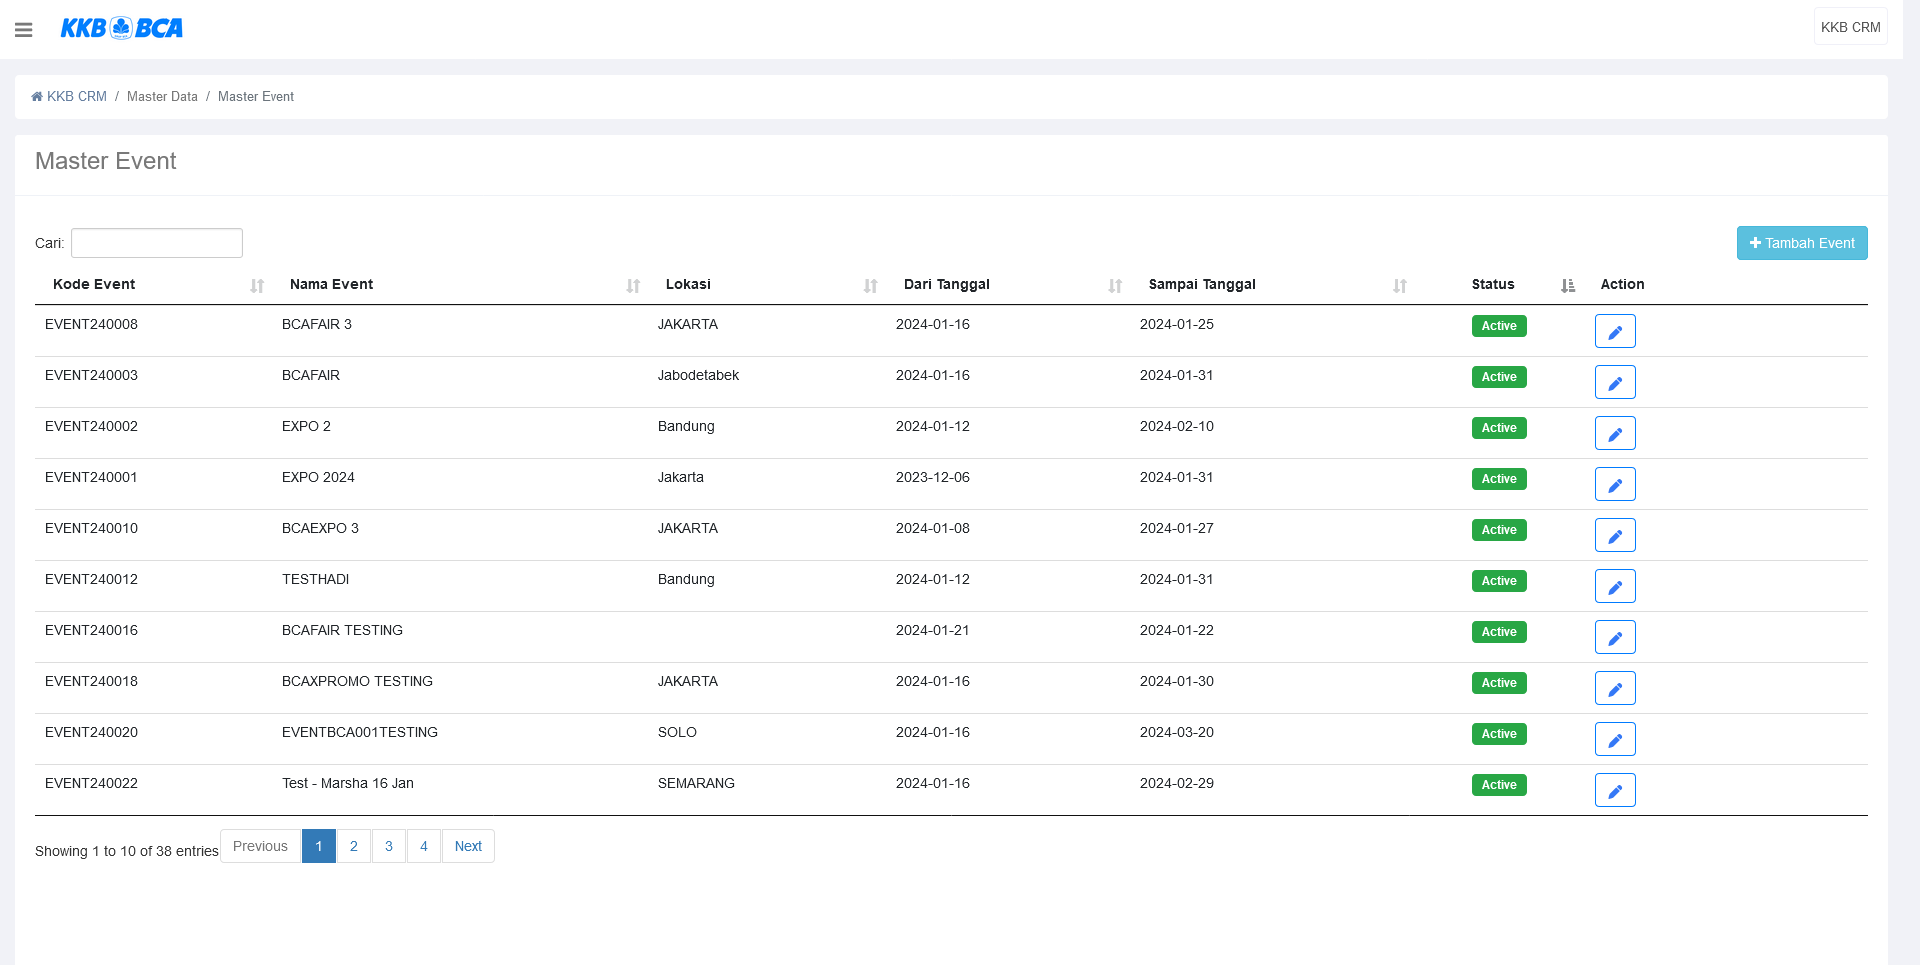 KKB BCA
KKB CRM
KKB CRM / Master Data / Master Event
Master Event
Cari:
Tambah Event
Kode Event Nama Event Lokasi Dari Tanggal Sampai Tanggal Status Action
EVENT240008 BCAFAIR 3 JAKARTA 2024-01-16 2024-01-25 Active
EVENT240003 BCAFAIR Jabodetabek 2024-01-16 2024-01-31 Active
EVENT240002 EXPO 2 Bandung 2024-01-12 2024-02-10 Active
EVENT240001 EXPO 2024 Jakarta 2023-12-06 2024-01-31 Active
EVENT240010 BCAEXPO 3 JAKARTA 2024-01-08 2024-01-27 Active
EVENT240012 TESTHADI Bandung 2024-01-12 2024-01-31 Active
EVENT240016 BCAFAIR TESTING 2024-01-21 2024-01-22 Active
EVENT240018 BCAXPROMO TESTING JAKARTA 2024-01-16 2024-01-30 Active
EVENT240020 EVENTBCA001TESTING SOLO 2024-01-16 2024-03-20 Active
EVENT240022 Test - Marsha 16 Jan SEMARANG 2024-01-16 2024-02-29 Active
Showing 1 to 10 of 38 entries Previous 1 2 3 4 Next